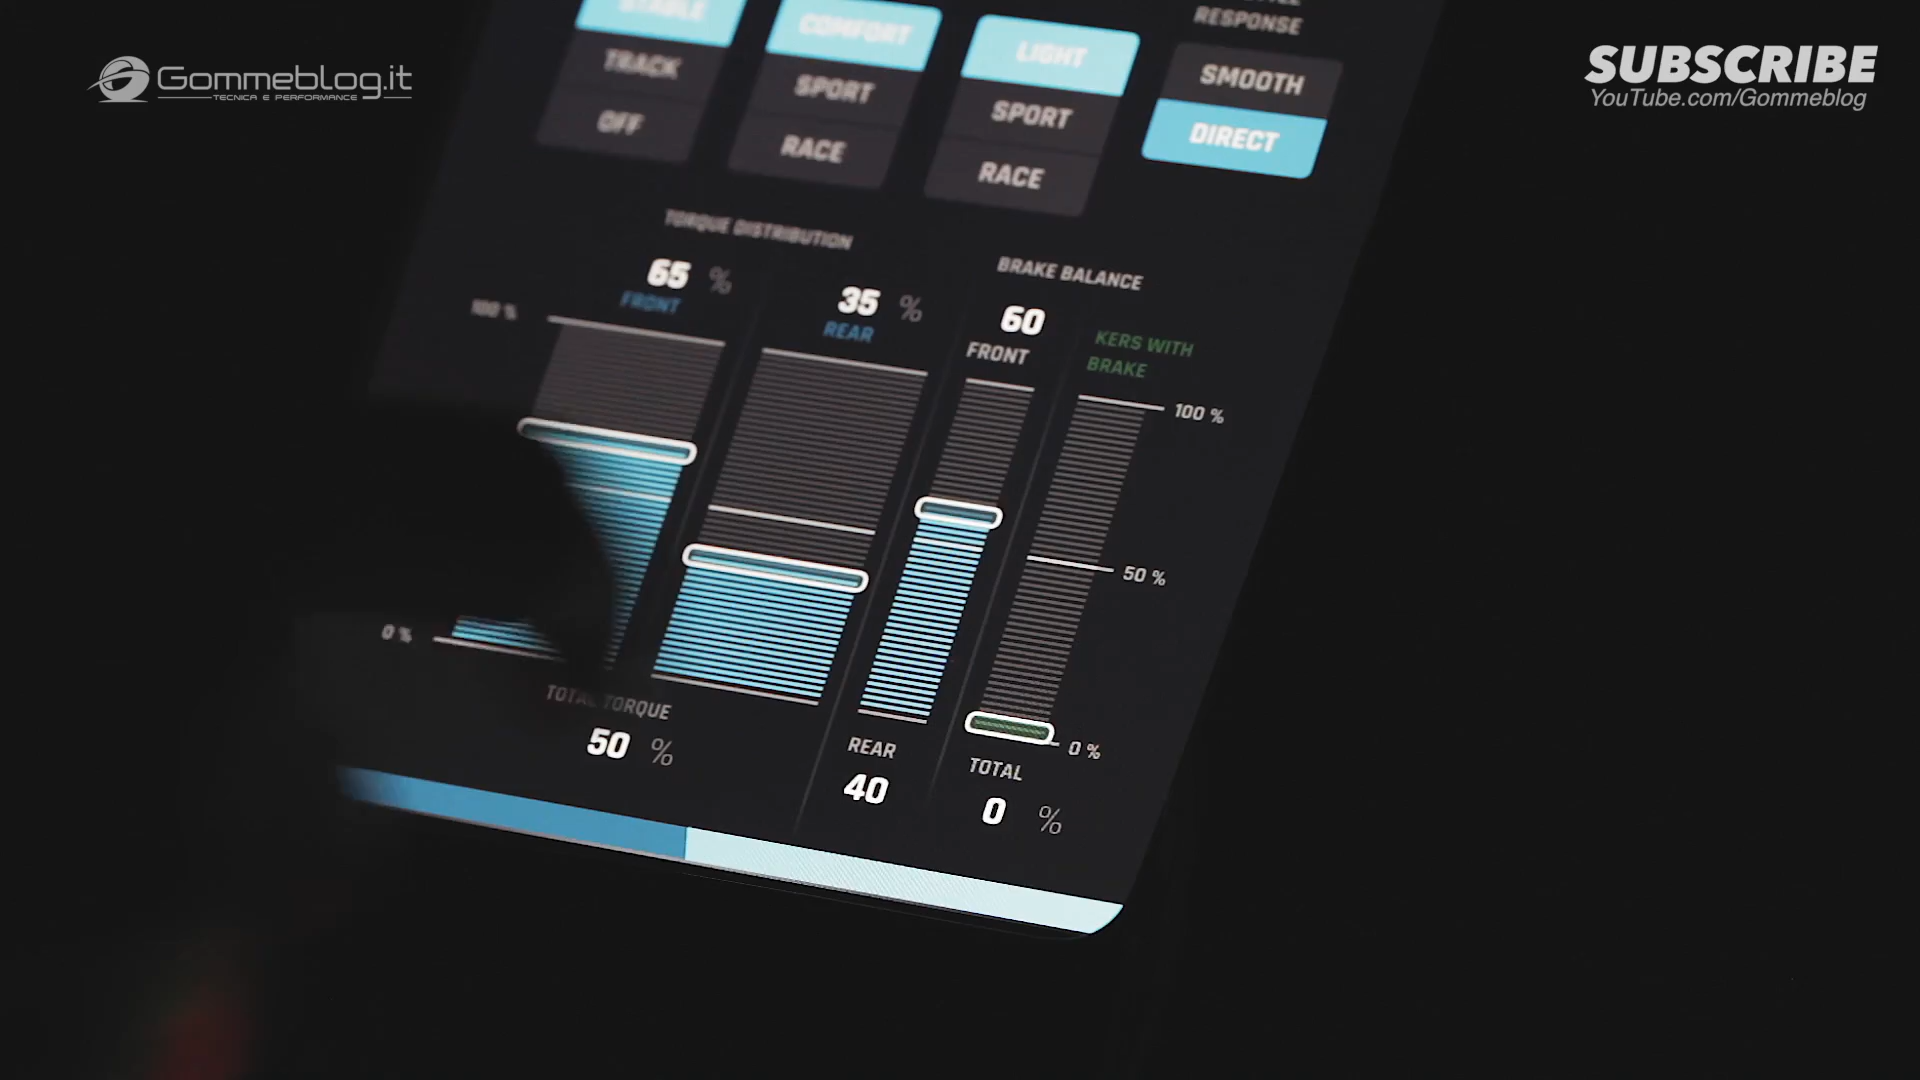 Gommeblog.it
TECNICA E PERFORMANCE
SUBSCRIBE
YouTube.com/Gommeblog
STABLE
TRACK
OFF
COMFORT
SPORT
RACE
LIGHT
SPORT
RACE
RESPONSE
SMOOTH
DIRECT
TORQUE DISTRIBUTION
65 %
FRONT
35 %
REAR
100 %
0 %
TOTAL TORQUE
50 %
BRAKE BALANCE
60
FRONT
REAR
40
KERS WITH
BRAKE
100 %
50 %
0 %
TOTAL
0 %